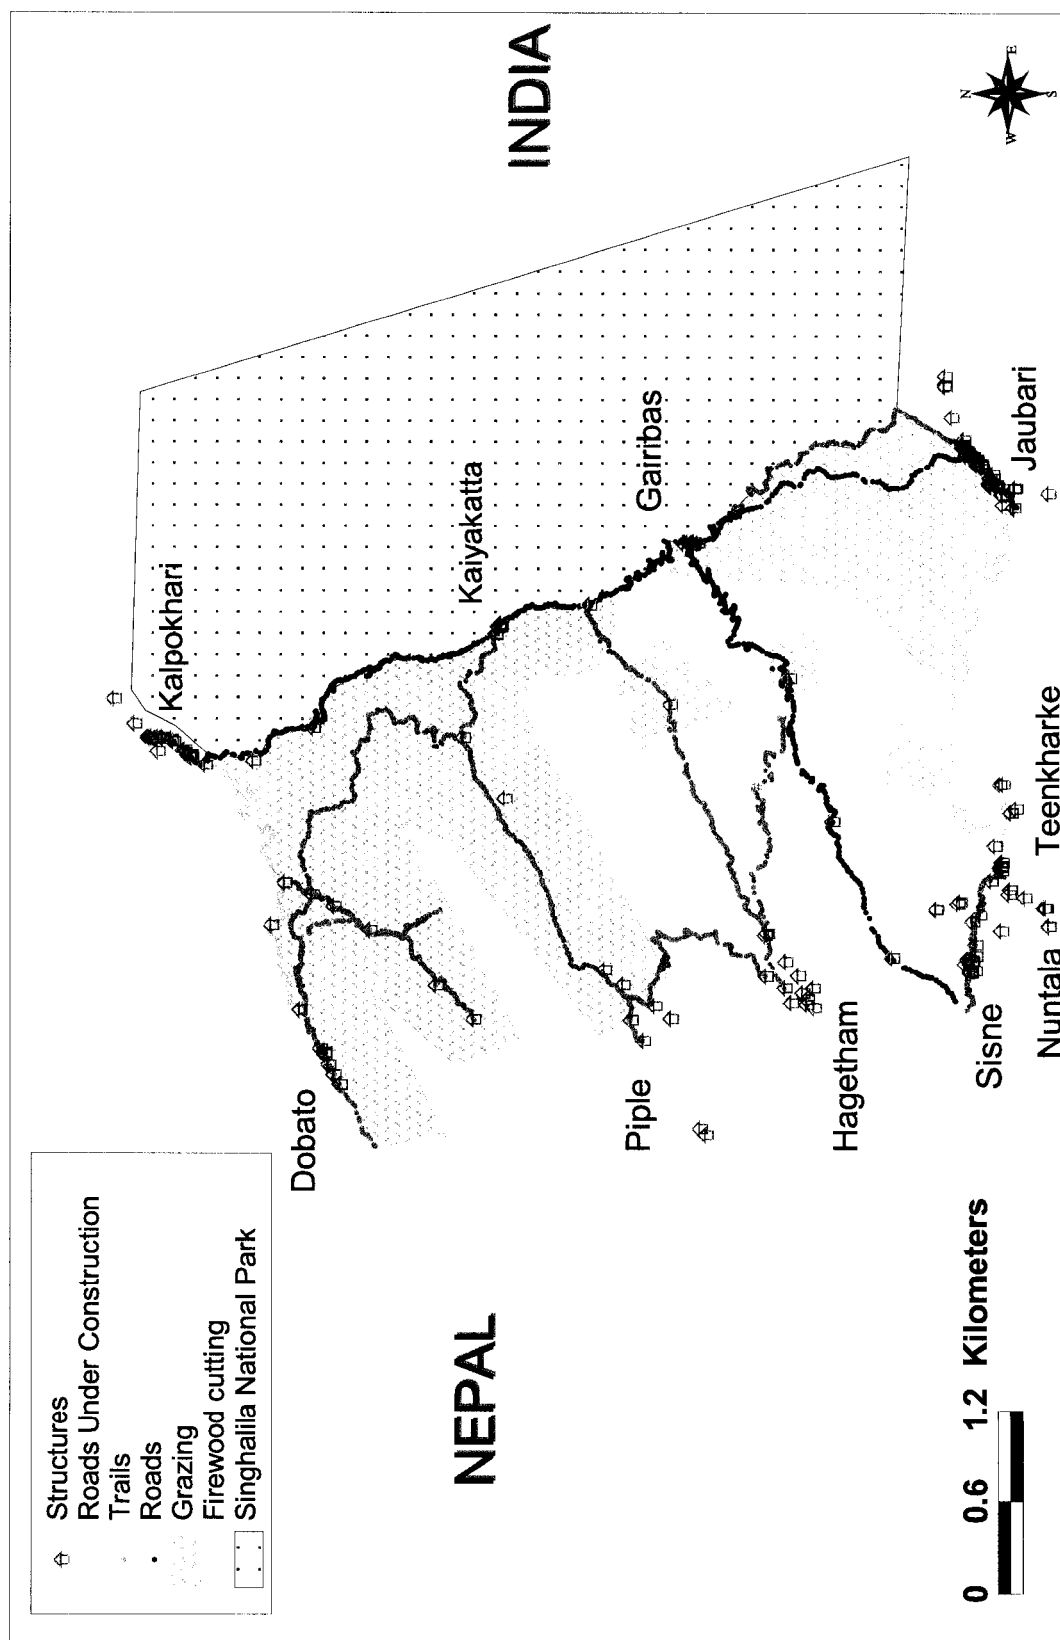 Structures
Roads Under Construction
Trails
Roads
Grazing
Firewood cutting
Singhalila National Park
NEPAL
INDIA
Kalpokhari
Kaiyakatta
Gairibas
Jaubari
Dobato
Piple
Hagetham
Sisne
Nuntala
Teenkharke
N
E
S
W
0 0.6 1.2 Kilometers